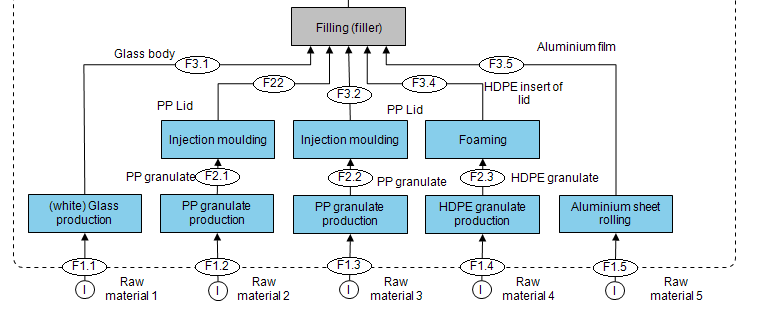 Filling (filler)
Glass body
Aluminium film
F3.1
F22
F3.2
F3.4
F3.5
HDPE insert of
lid
PP Lid
PP Lid
Injection moulding
Injection moulding
Foaming
PP granulate
F2.1
F2.2
PP granulate
F2.3
HDPE granulate
(white) Glass
production
PP granulate
production
PP granulate
production
HDPE granulate
production
Aluminium sheet
rolling
F1.1
F1.2
F1.3
F1.4
F1.5
I
Raw
material 1
I
Raw
material 2
I
Raw
material 3
I
Raw
material 4
I
Raw
material 5